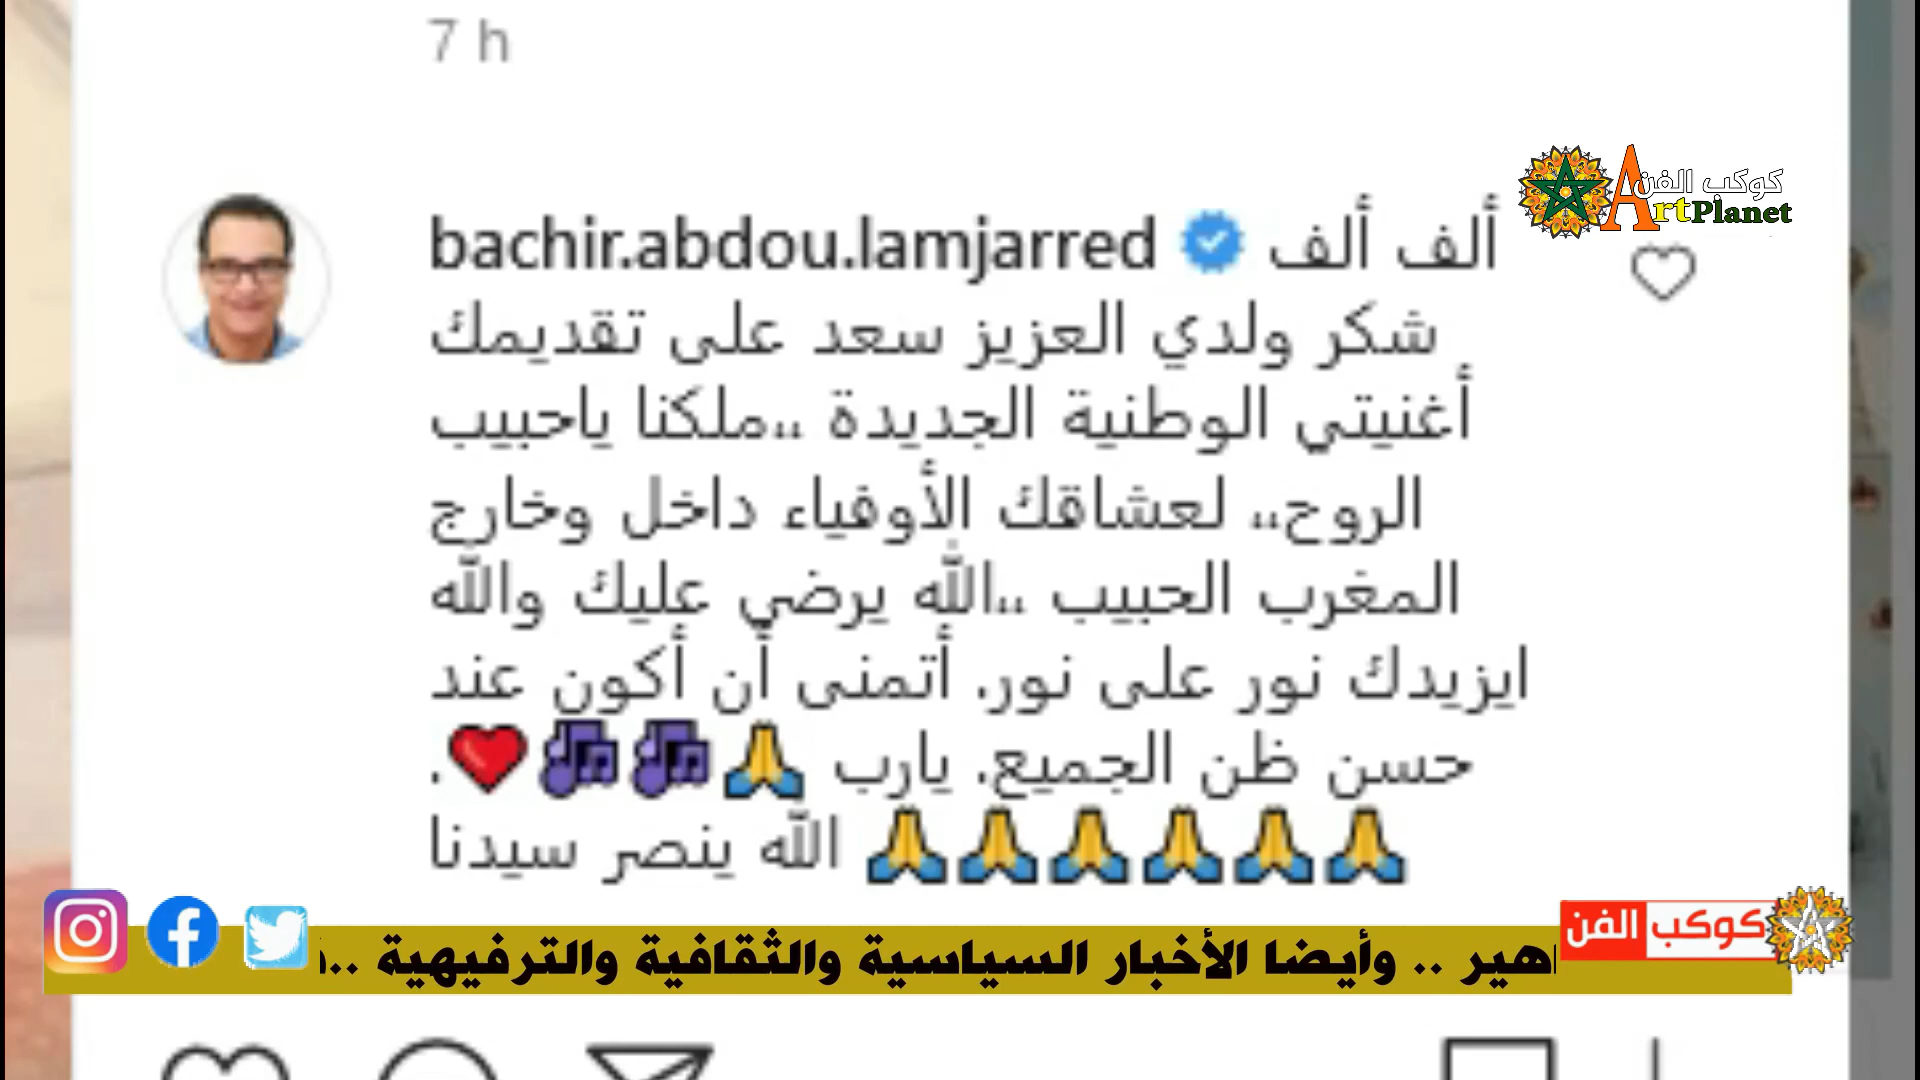 7 h
كوكب الفن
ArtPlanet
bachir.abdou.lamjarred ألف ألف
شكر ولدي العزيز سعد على تقديمك
أغنيتي الوطنية الجديدة ،،ملكنا ياحبيب
الروح،، لعشاقك الأوفياء داخل وخارج
المغرب الحبيب ،،الله يرضي عليك والله
ايزيدك نور على نور. أتمنى أن أكون عند
حسن ظن الجميع. يارب 🙏🎶🎶❤️.
🙏🙏🙏🙏🙏🙏 الله ينصر سيدنا
كوكب الفن
اهير .. وأيضا الأخبار السياسية والثقافية والترفيهية ..